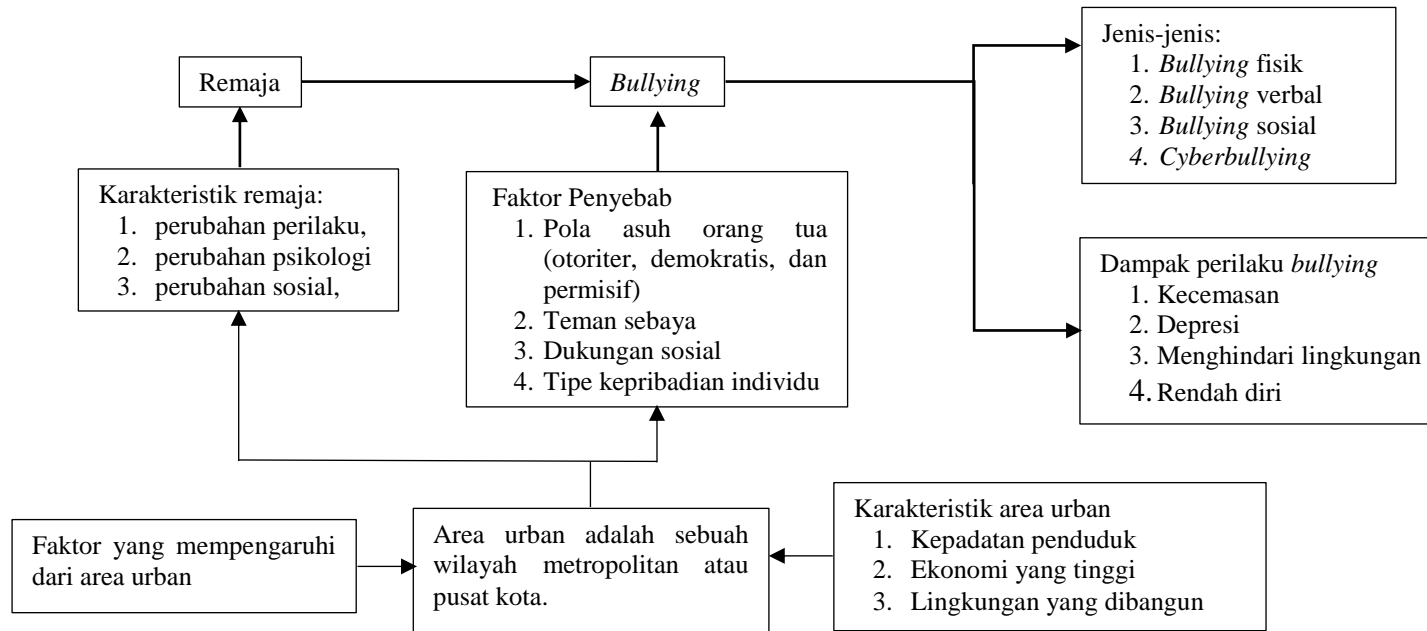 Remaja
Bullying
Jenis-jenis:
1. Bullying fisik
2. Bullying verbal
3. Bullying sosial
4. Cyberbullying
Karakteristik remaja:
1. perubahan perilaku,
2. perubahan psikologi
3. perubahan sosial,
Faktor Penyebab
1. Pola asuh orang tua
(otoriter, demokratis, dan
permisif)
2. Teman sebaya
3. Dukungan sosial
4. Tipe kepribadian individu
Dampak perilaku bullying
1. Kecemasan
2. Depresi
3. Menghindari lingkungan
4. Rendah diri
Faktor yang mempengaruhi
dari area urban
Area urban adalah sebuah
wilayah metropolitan atau
pusat kota.
Karakteristik area urban
1. Kepadatan penduduk
2. Ekonomi yang tinggi
3. Lingkungan yang dibangun